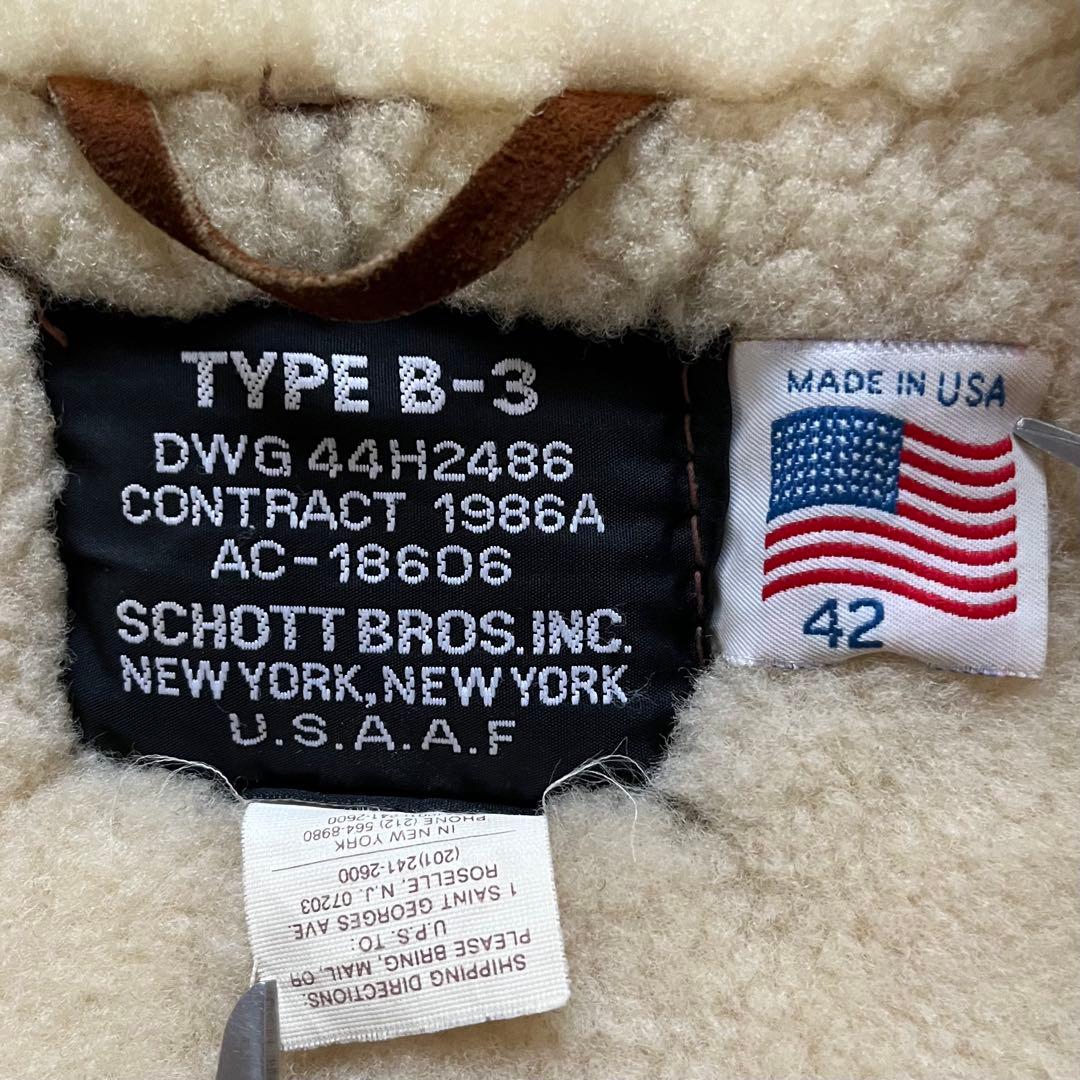 TYPE B-3
DWG 44H2486
CONTRACT 1986A
AC-18606
SCHOTT BROS.INC.
NEW YORK, NEW YORK
U.S.A.A.F
MADE IN USA
42
SHIPPING DIRECTIONS:
PLEASE BRING, MAIL, OR
U.P.S. TO:
1 SAINT GEORGES AVE.
ROSELLE, N.J. 07203
(201)241-2600
IN NEW YORK
PHONE (212) 564-8980